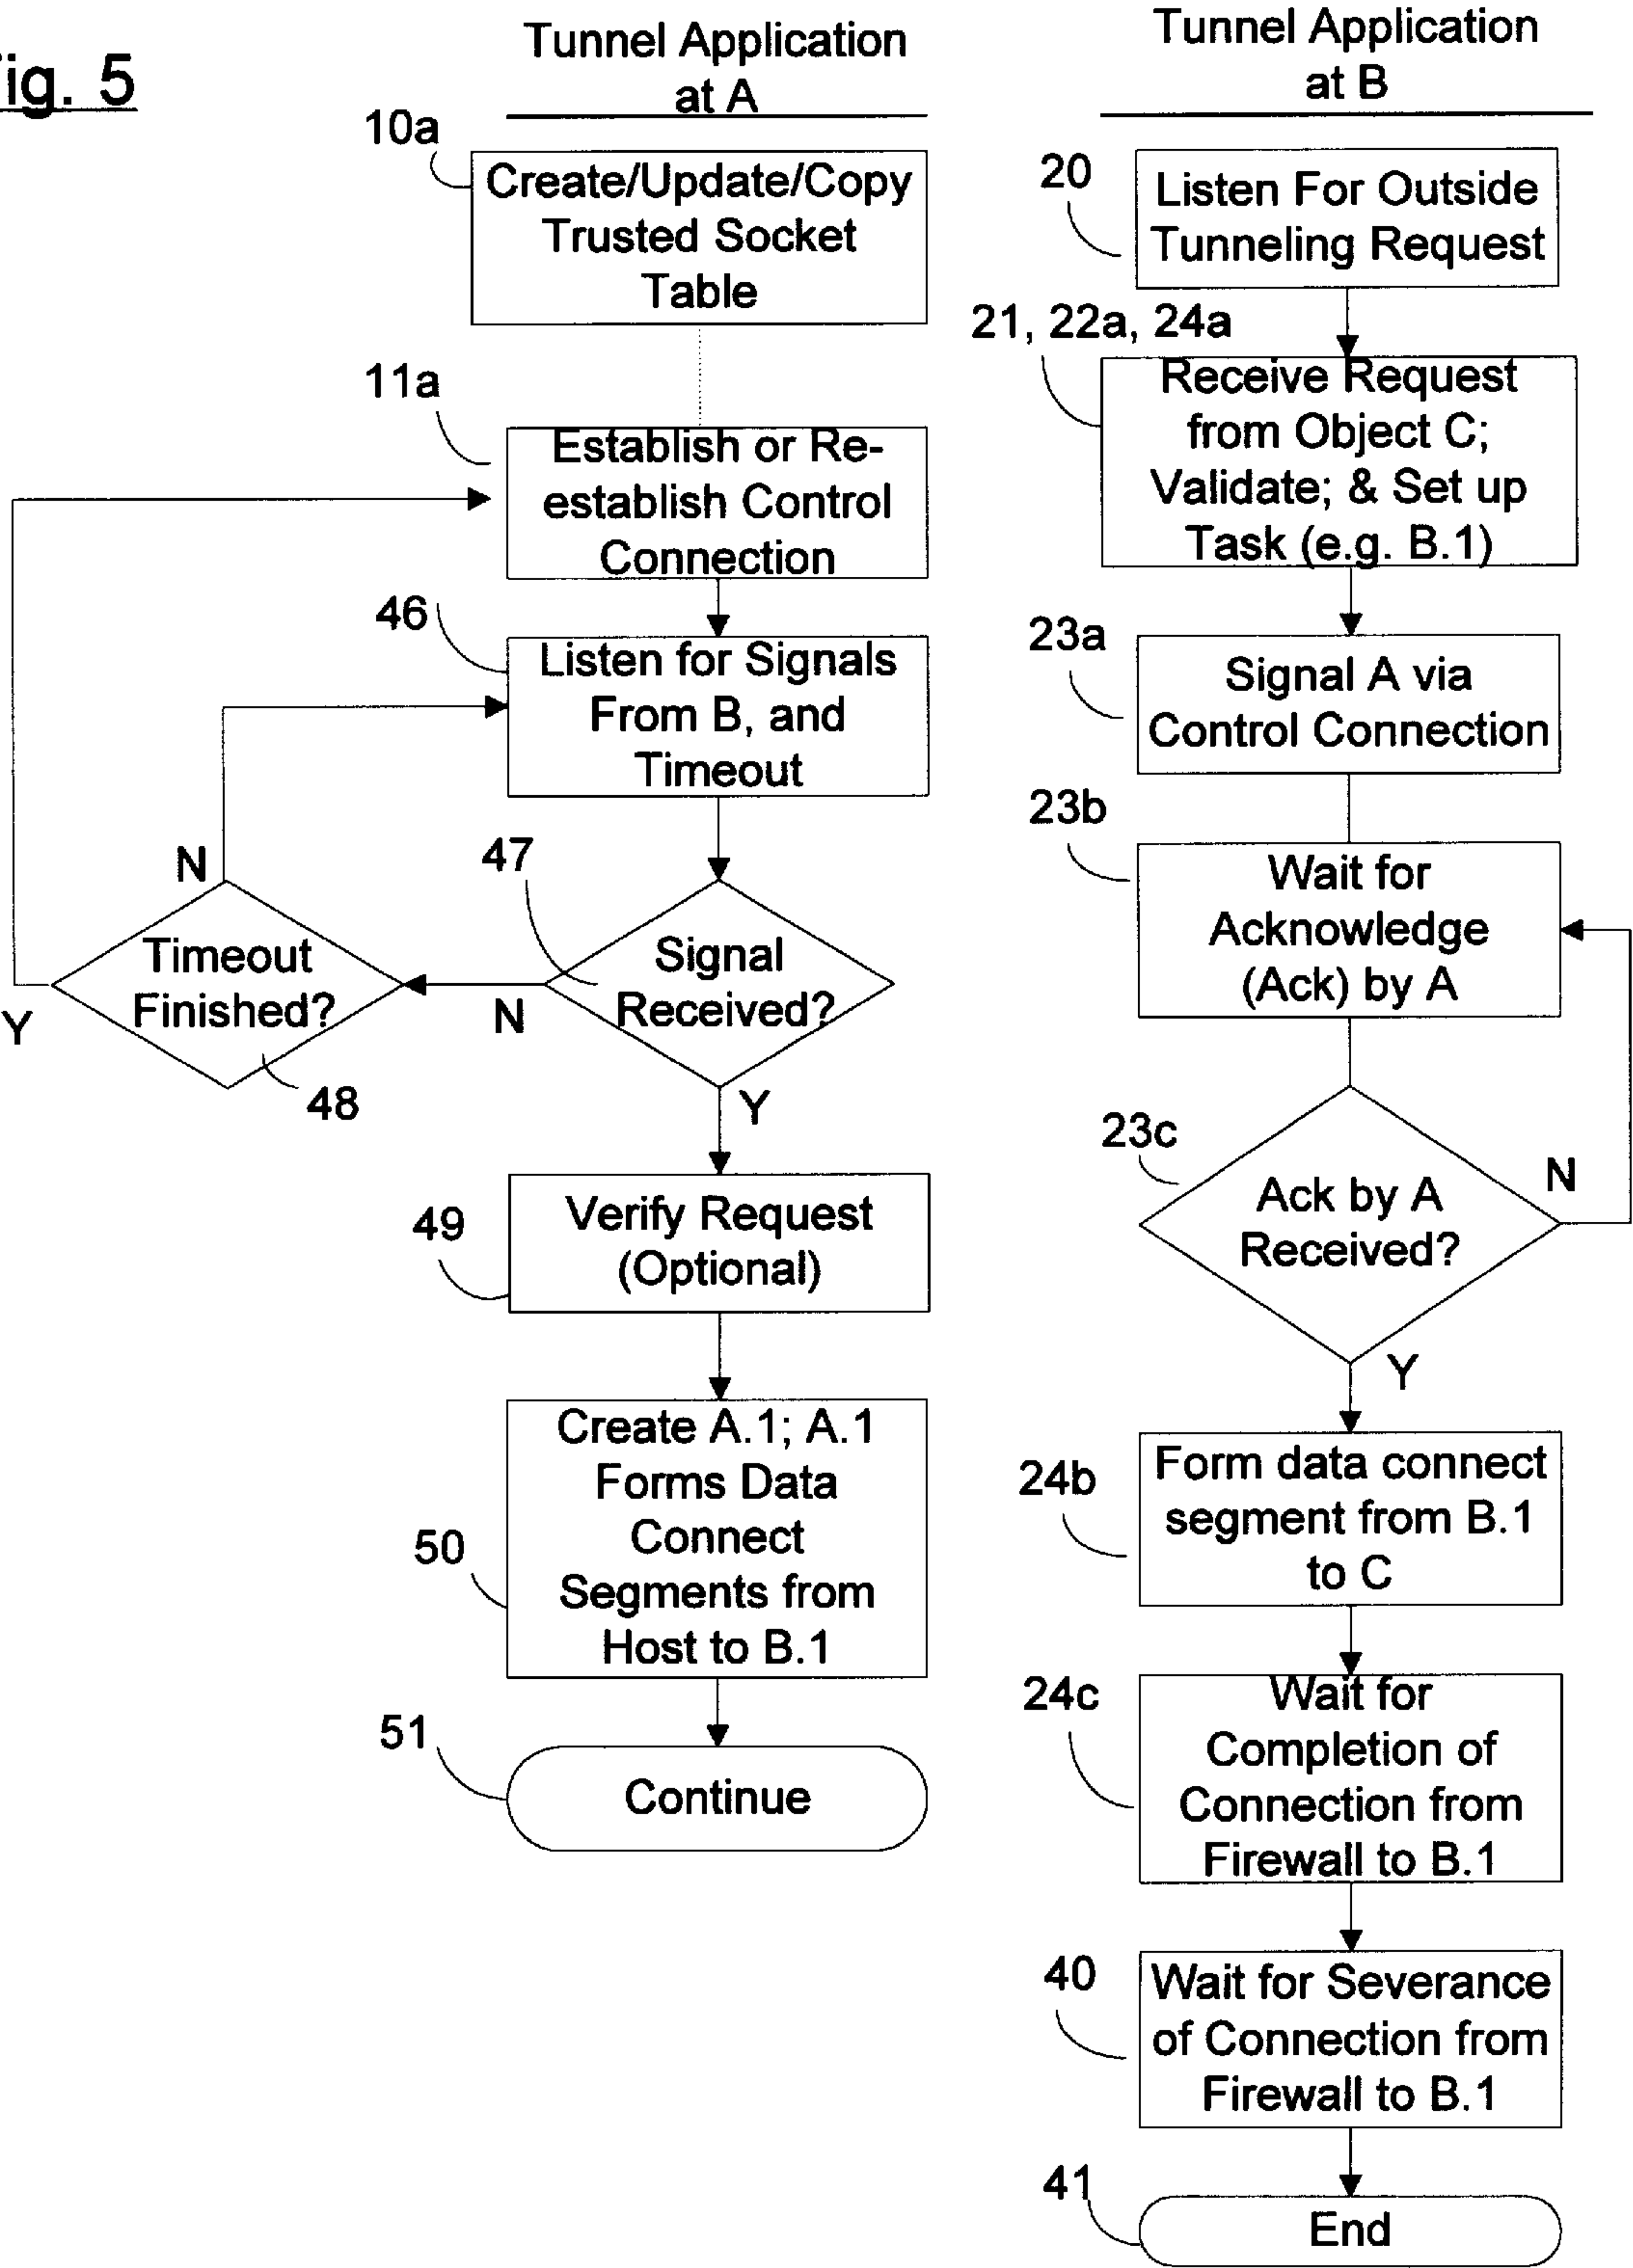 ig. 5
Tunnel Application
at A
10a
Create/Update/Copy
Trusted Socket
Table
11a
Establish or Re-
establish Control
Connection
46
Listen for Signals
From B, and
Timeout
47
Signal
Received?
N
Y
Timeout
Finished?
N
Y
48
49
Verify Request
(Optional)
50
Create A.1; A.1
Forms Data
Connect
Segments from
Host to B.1
51
Continue
Tunnel Application
at B
20
Listen For Outside
Tunneling Request
21, 22a, 24a
Receive Request
from Object C;
Validate; & Set up
Task (e.g. B.1)
23a
Signal A via
Control Connection
23b
Wait for
Acknowledge
(Ack) by A
23c
Ack by A
Received?
N
Y
24b
Form data connect
segment from B.1
to C
24c
Wait for
Completion of
Connection from
Firewall to B.1
40
Wait for Severance
of Connection from
Firewall to B.1
41
End